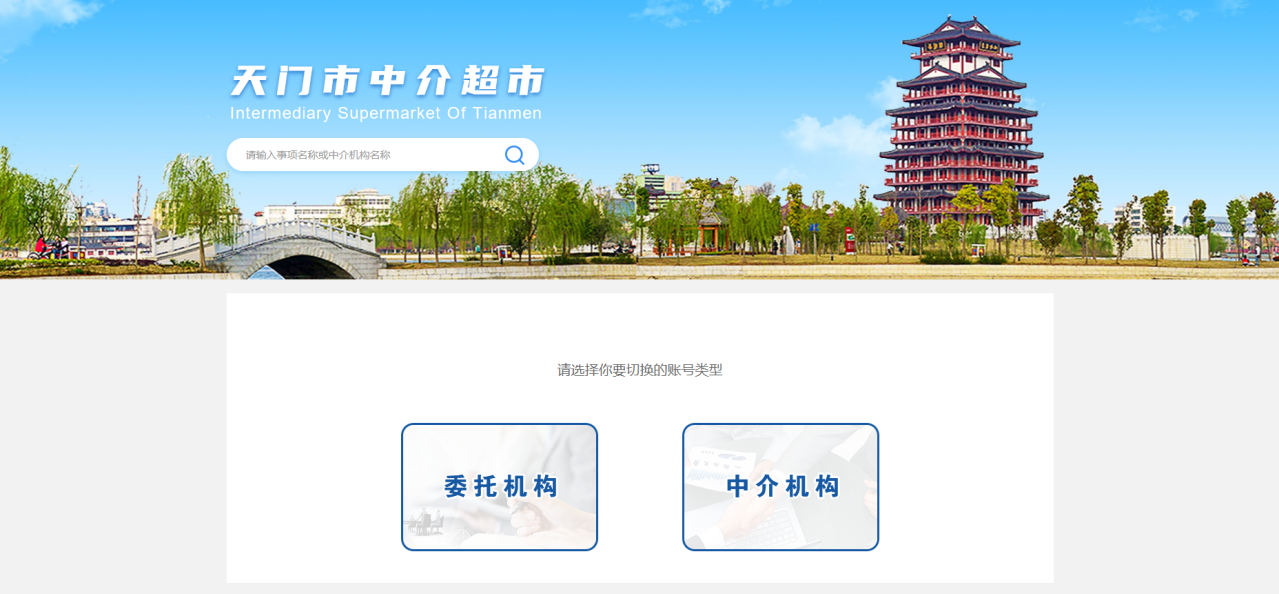 天门市中介超市
Intermediary Supermarket Of Tianmen
请输入事项名称或中介机构名称
请选择你要切换的账号类型
委托机构
中介机构